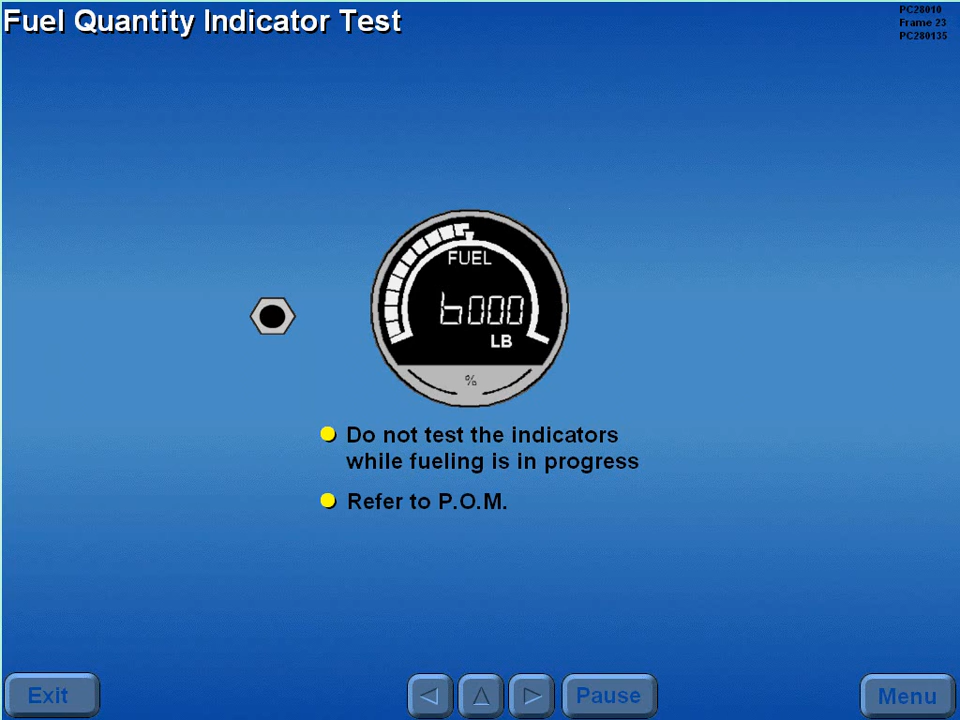 Fuel Quantity Indicator Test
PC28010
Frame 23
PC280135
FUEL
6000
LB
%
Do not test the indicators
while fueling is in progress
Refer to P.O.M.
Exit
Pause
Menu